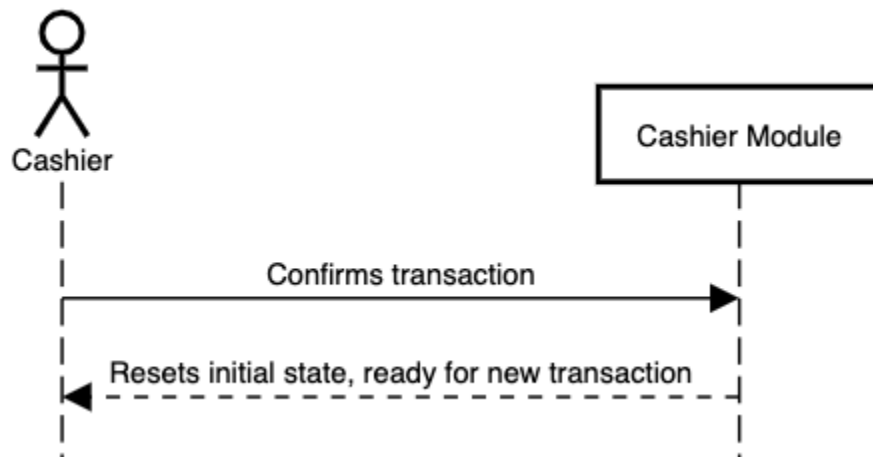 Cashier
Cashier Module
Confirms transaction
Resets initial state, ready for new transaction